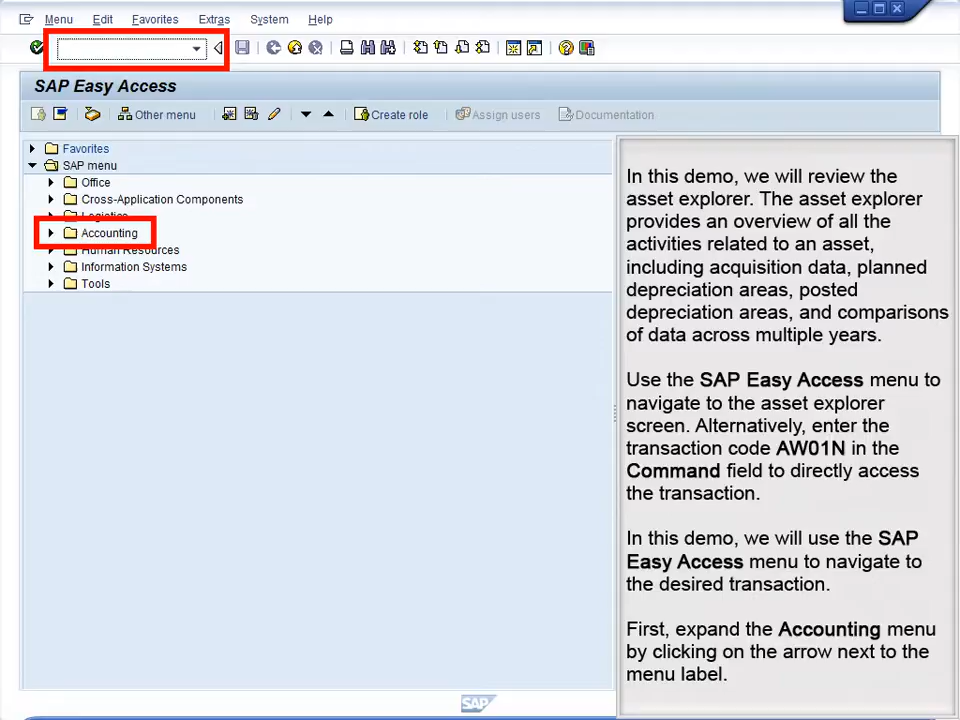 Menu Edit Favorites Extras System Help
SAP Easy Access
Other menu Create role Assign users Documentation
Favorites
SAP menu
Office
Cross-Application Components
Logistics
Accounting
Human Resources
Information Systems
Tools
In this demo, we will review the
asset explorer. The asset explorer
provides an overview of all the
activities related to an asset,
including acquisition data, planned
depreciation areas, posted
depreciation areas, and comparisons
of data across multiple years.
Use the SAP Easy Access menu to
navigate to the asset explorer
screen. Alternatively, enter the
transaction code AW01N in the
Command field to directly access
the transaction.
In this demo, we will use the SAP
Easy Access menu to navigate to
the desired transaction.
First, expand the Accounting menu
by clicking on the arrow next to the
menu label.
SAP